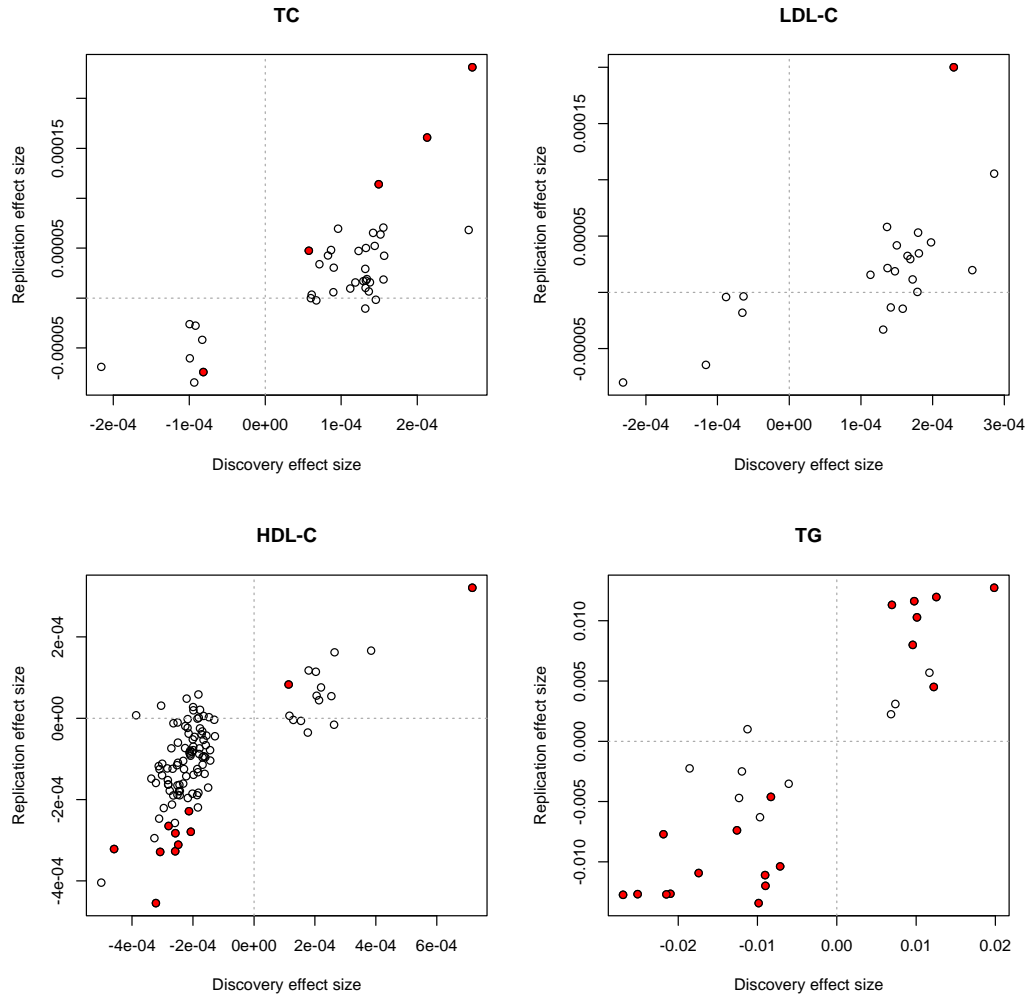 TC
Replication effect size
-0.00005 0.00005 0.00015
-2e-04 -1e-04 0e+00 1e-04 2e-04
Discovery effect size
LDL-C
Replication effect size
-0.00005 0.00005 0.00015
-2e-04 -1e-04 0e+00 1e-04 2e-04 3e-04
Discovery effect size
HDL-C
Replication effect size
-4e-04 -2e-04 0e+00 2e-04
-4e-04 -2e-04 0e+00 2e-04 4e-04 6e-04
Discovery effect size
TG
Replication effect size
-0.010 -0.005 0.000 0.005 0.010
-0.02 -0.01 0.00 0.01 0.02
Discovery effect size